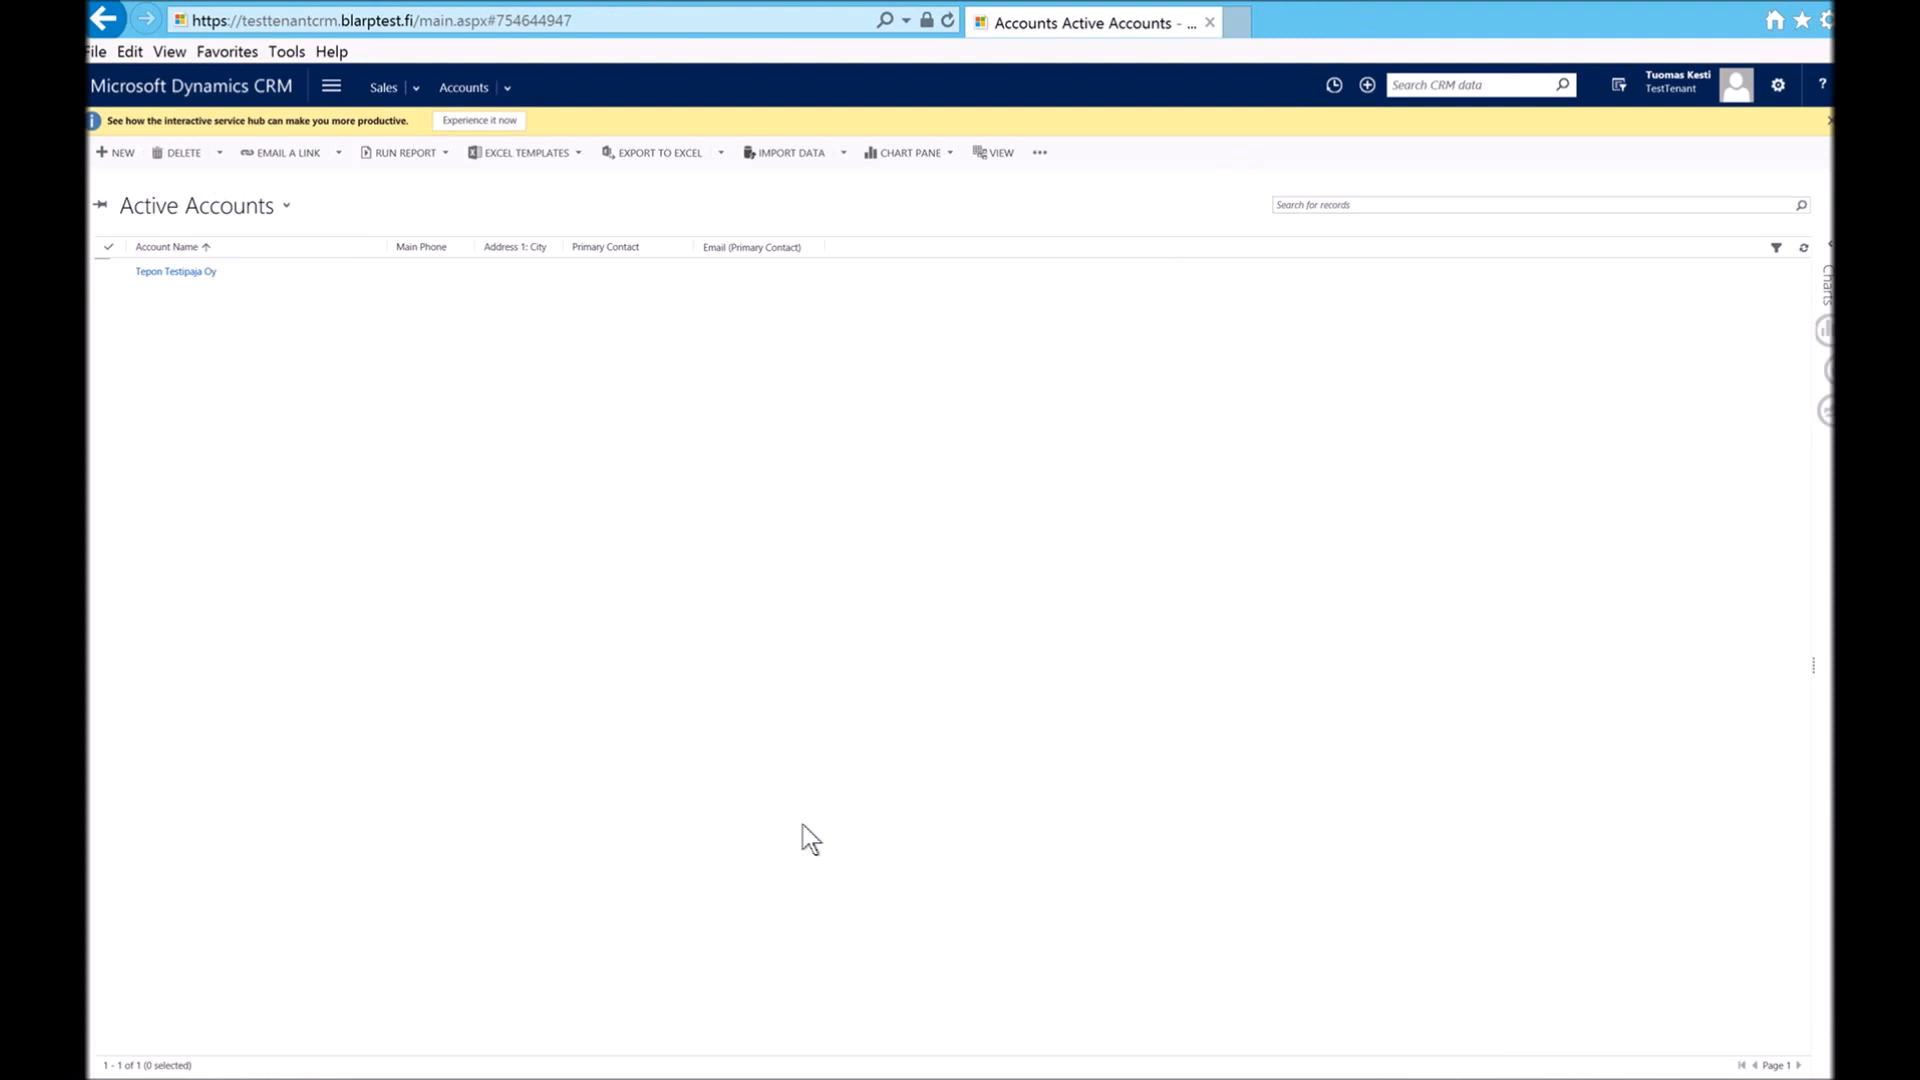 https://testtenantcrm.blarptest.fi/main.aspx#754644947
Accounts Active Accounts - ...
File Edit View Favorites Tools Help
Microsoft Dynamics CRM Sales Accounts
Search CRM data
Tuomas Kesti
TestTenant
?
See how the interactive service hub can make you more productive. Experience it now
NEW DELETE EMAIL A LINK RUN REPORT EXCEL TEMPLATES EXPORT TO EXCEL IMPORT DATA CHART PANE VIEW •••
Active Accounts
Search for records
Account Name Main Phone Address 1: City Primary Contact Email (Primary Contact)
Tepon Testipaja Oy
Charts
1 - 1 of 1 (0 selected)
Page 1